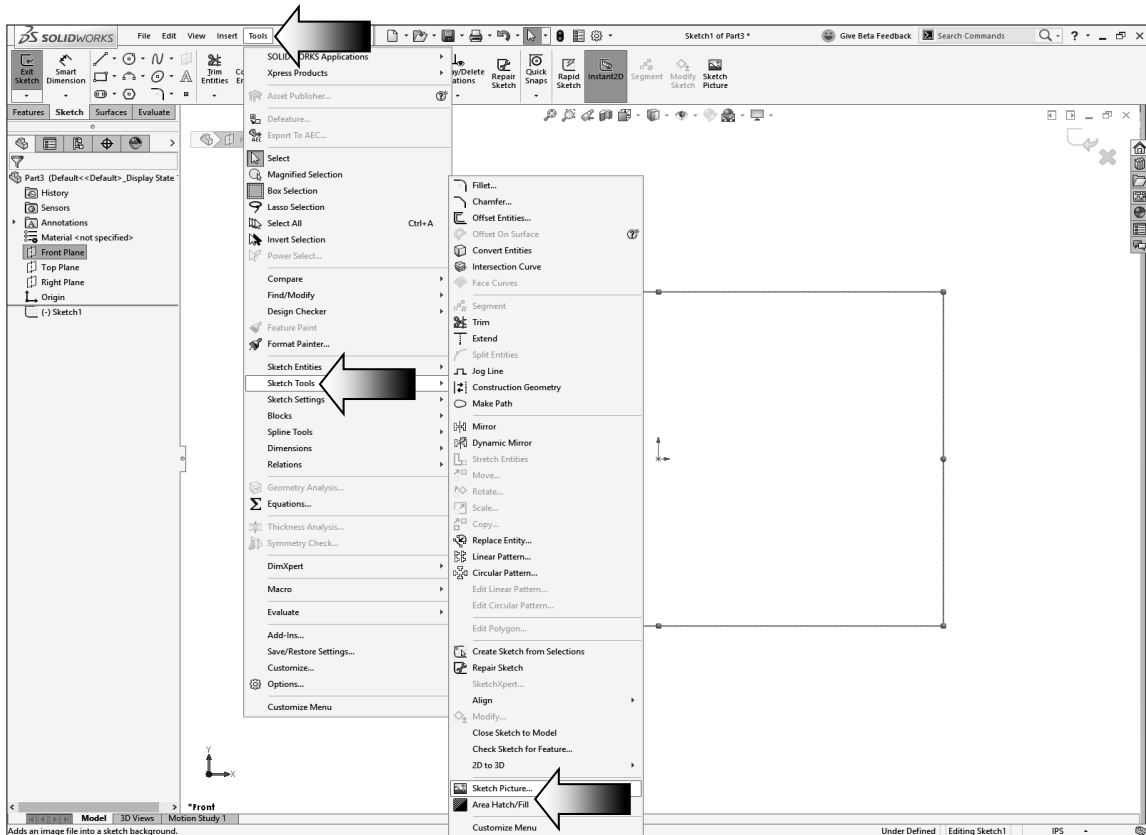 SOLIDWORKS File Edit View Insert Tools Sketch1 of Part3 * Give Beta Feedback Search Commands ?
Exit Sketch
Smart Dimension
Trim Entities
Repair Sketch
Quick Snaps
Rapid Sketch
Instant2D
Segment
Modify Sketch
Sketch Picture
Features Sketch Surfaces Evaluate
Part3 (Default<<Default>_Display State
History
Sensors
Annotations
Material <not specified>
Front Plane
Top Plane
Right Plane
Origin
(-) Sketch1
Xpress Products
Asset Publisher...
Defeature...
Export To AEC...
Select
Magnified Selection
Box Selection
Lasso Selection
Select All Ctrl+A
Invert Selection
Power Select...
Compare
Find/Modify
Design Checker
Feature Paint
Format Painter...
Sketch Entities
Sketch Tools
Sketch Settings
Blocks
Spline Tools
Dimensions
Relations
Geometry Analysis...
Equations...
Thickness Analysis...
Symmetry Check...
DimXpert
Macro
Evaluate
Add-Ins...
Save/Restore Settings...
Customize...
Options...
Customize Menu
Fillet...
Chamfer...
Offset Entities...
Offset On Surface
Convert Entities
Intersection Curve
Face Curves
Segment
Trim
Extend
Split Entities
Jog Line
Construction Geometry
Make Path
Mirror
Dynamic Mirror
Stretch Entities
Move...
Rotate...
Scale...
Copy...
Replace Entity...
Linear Pattern...
Circular Pattern...
Edit Linear Pattern...
Edit Circular Pattern...
Edit Polygon...
Create Sketch from Selections
Repair Sketch
SketchXpert...
Align
Modify...
Close Sketch to Model
Check Sketch for Feature...
2D to 3D
Sketch Picture...
Area Hatch/Fill
Customize Menu
Y
X
*Front
Model 3D Views Motion Study 1
Adds an image file into a sketch background. Under Defined Editing Sketch1 IPS